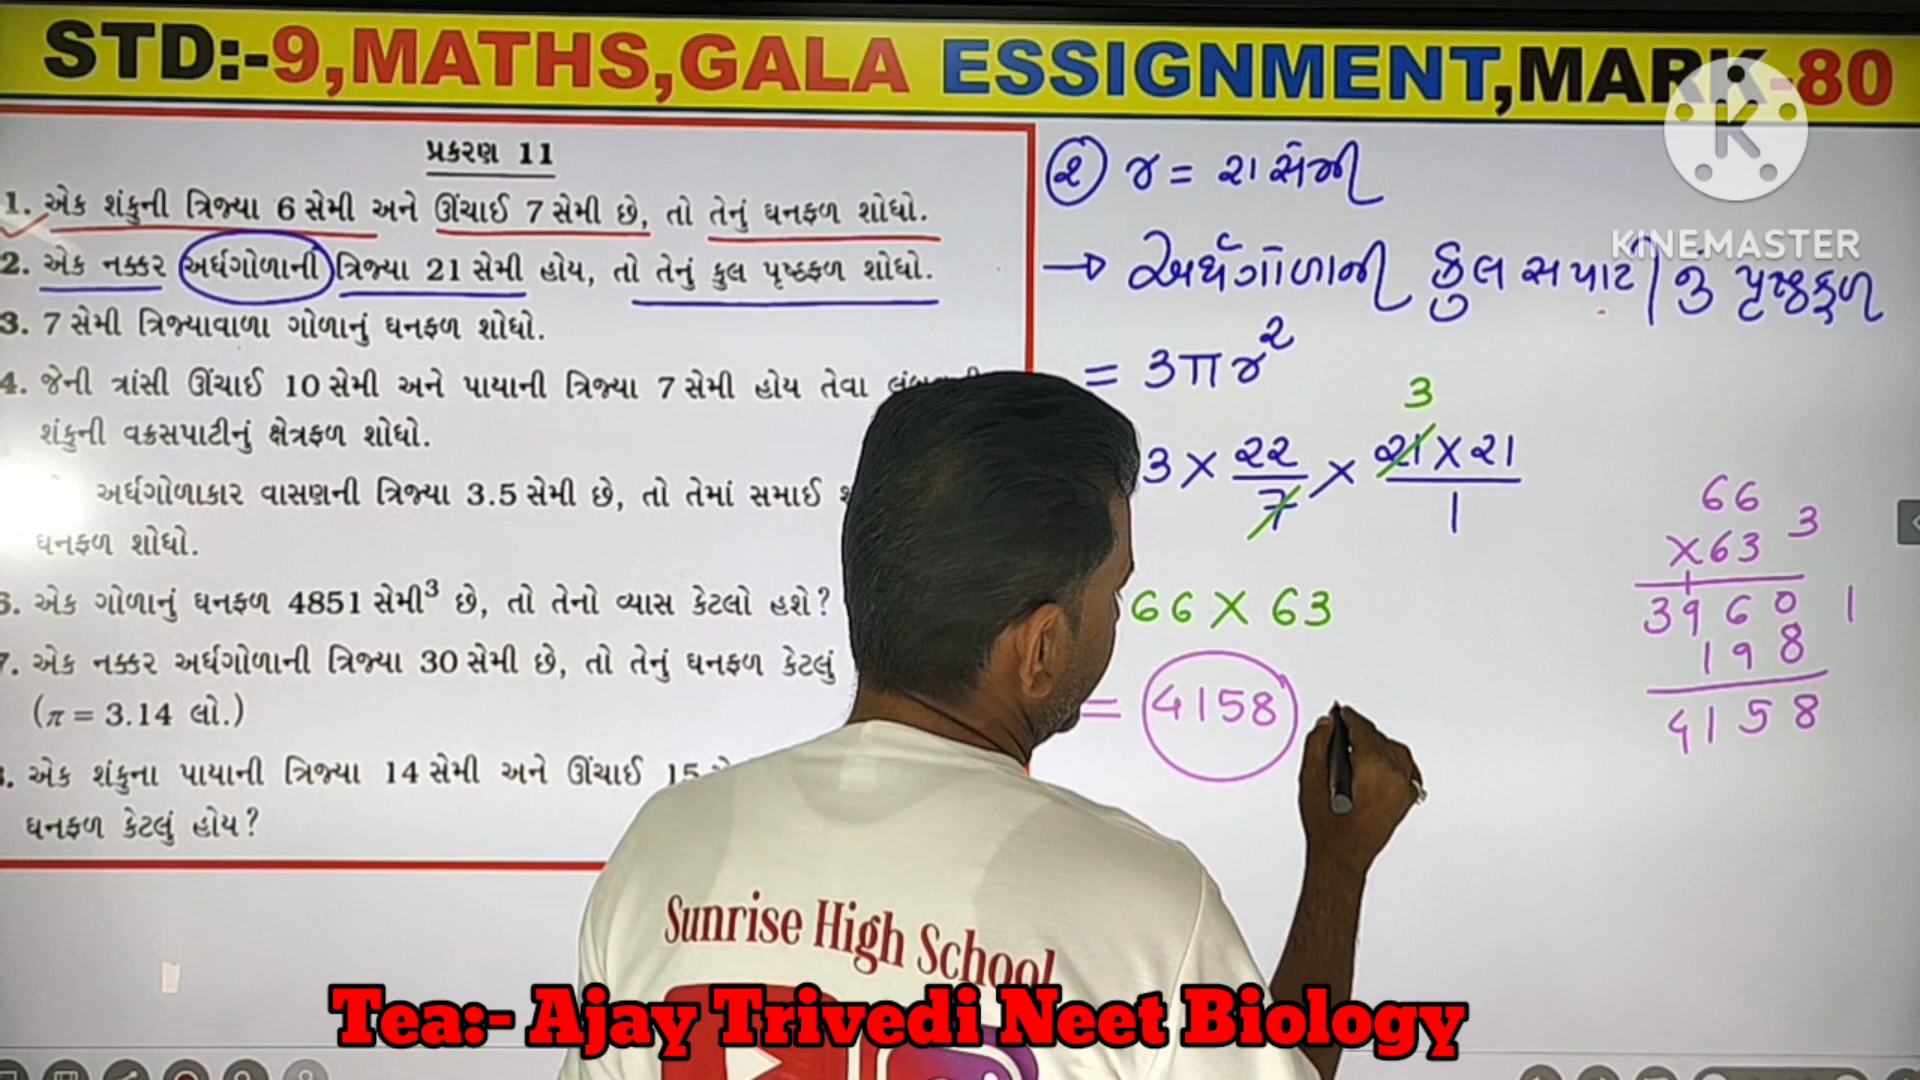 STD:-9,MATHS,GALA ESSIGNMENT,MARK-80
K
KINEMASTER
પ્રકરણ 11
1. એક શંકુની ત્રિજ્યા 6 સેમી અને ઊંચાઈ 7 સેમી છે, તો તેનું ઘનફળ શોધો.
2. એક નક્કર અર્ધગોળાની ત્રિજ્યા 21 સેમી હોય, તો તેનું કુલ પૃષ્ઠફળ શોધો.
3. 7 સેમી ત્રિજ્યાવાળા ગોળાનું ઘનફળ શોધો.
4. જેની ત્રાંસી ઊંચાઈ 10 સેમી અને પાયાની ત્રિજ્યા 7 સેમી હોય તેવા
શંકુની વક્રસપાટીનું ક્ષેત્રફળ શોધો.
અર્ધગોળાકાર વાસણની ત્રિજ્યા 3.5 સેમી છે, તો તેમાં સમાઈ
ઘનફળ શોધો.
6. એક ગોળાનું ઘનફળ 4851 સેમી³ છે, તો તેનો વ્યાસ કેટલો હશે?
7. એક નક્કર અર્ધગોળાની ત્રિજ્યા 30 સેમી છે, તો તેનું ઘનફળ કેટલું
(π = 3.14 લો.)
. એક શંકુના પાયાની ત્રિજ્યા 14 સેમી અને ઊંચાઈ 15
ઘનફળ કેટલું હોય?
૨ r = ૨૧ સેમી
→ અર્ધગોળાની કુલ સપાટીનું પૃષ્ઠફળ
= 3πr²
3
3 × ૨૨/7 × ૨૧ × ૨૧/1
66 × 63
= 4158
66
×63 3
1
3960 1
198
4158
Sunrise High School
Tea:- Ajay Trivedi Neet Biology